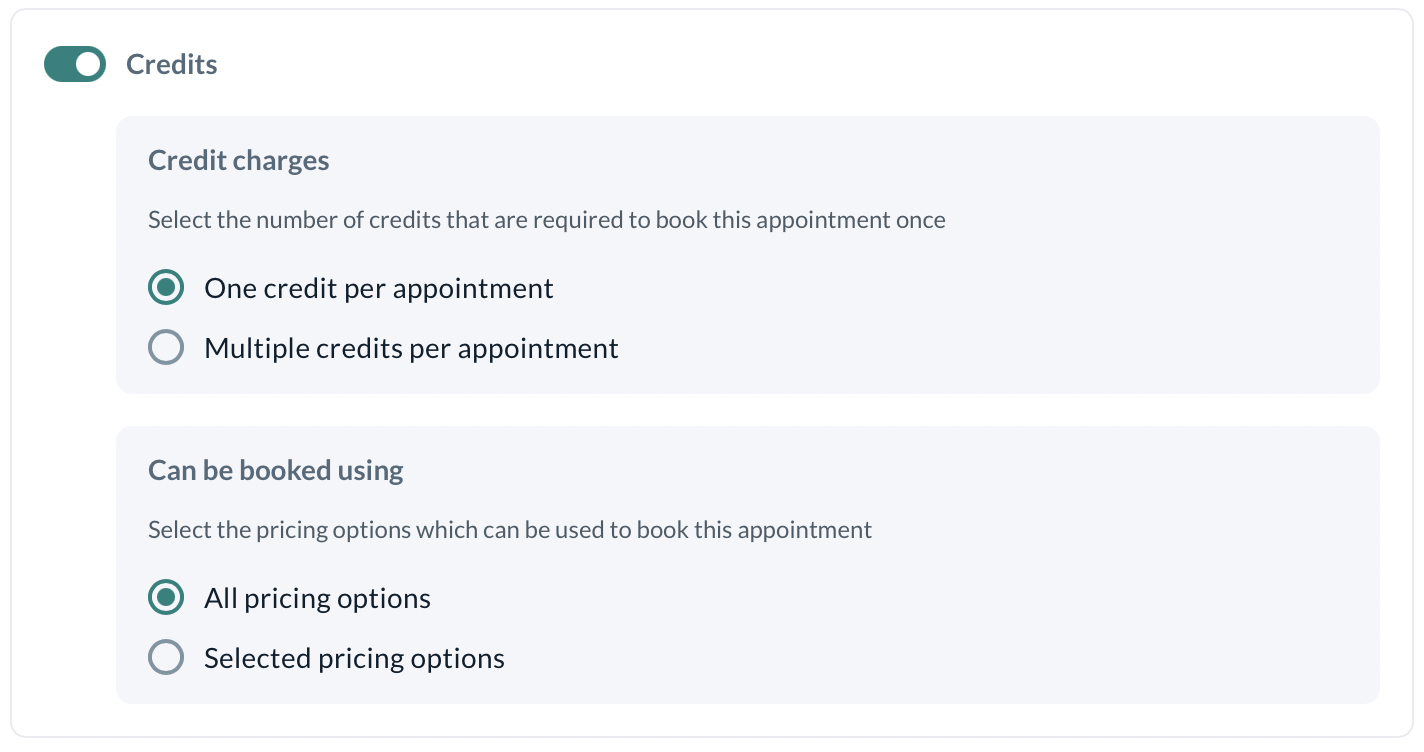 Credits
Credit charges
Select the number of credits that are required to book this appointment once
One credit per appointment
Multiple credits per appointment
Can be booked using
Select the pricing options which can be used to book this appointment
All pricing options
Selected pricing options